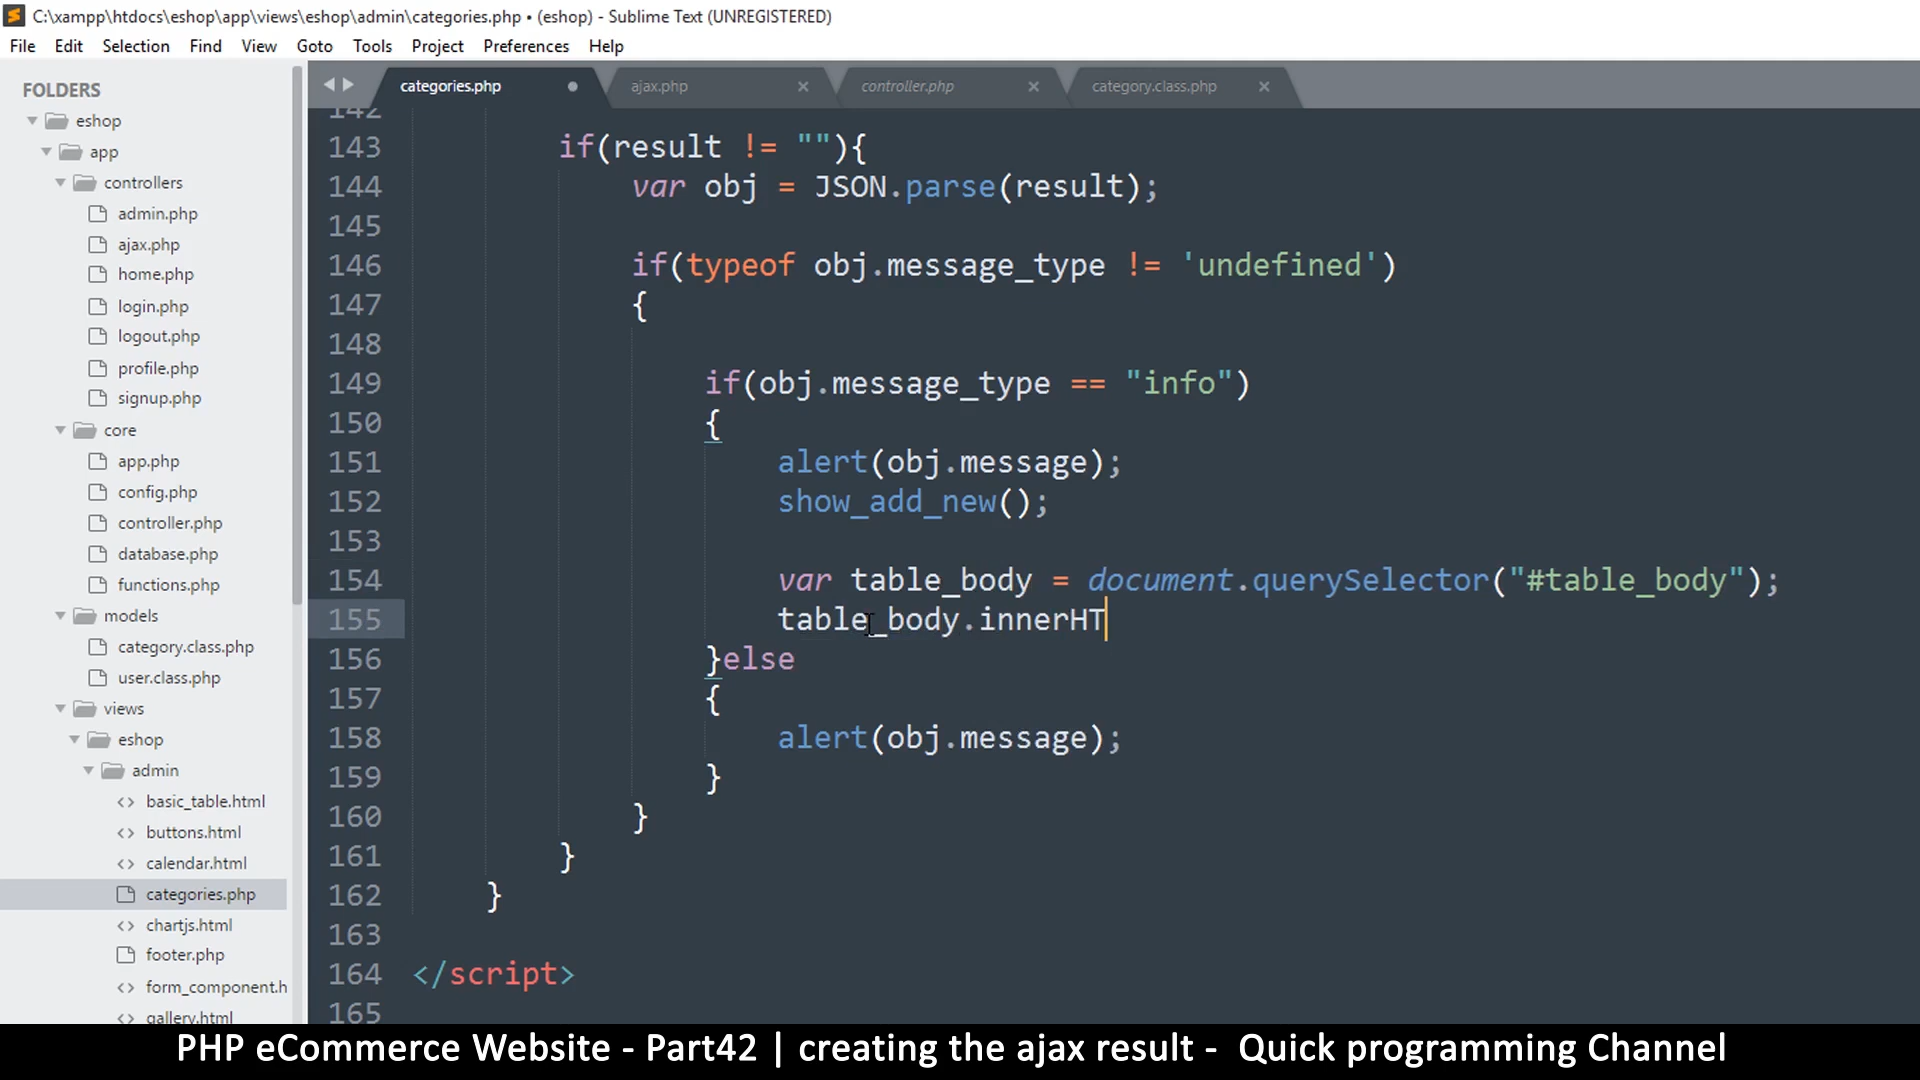 C:\xampp\htdocs\eshop\app\views\eshop\admin\categories.php • (eshop) - Sublime Text (UNREGISTERED)
File Edit Selection Find View Goto Tools Project Preferences Help
FOLDERS
eshop
app
controllers
admin.php
ajax.php
home.php
login.php
logout.php
profile.php
signup.php
core
app.php
config.php
controller.php
database.php
functions.php
models
category.class.php
user.class.php
views
eshop
admin
basic_table.html
buttons.html
calendar.html
categories.php
chartjs.html
footer.php
form_component.h
gallery.html
categories.php ajax.php controller.php category.class.php
142
143 if(result != ""){
144 var obj = JSON.parse(result);
145
146 if(typeof obj.message_type != 'undefined')
147 {
148
149 if(obj.message_type == "info")
150 {
151 alert(obj.message);
152 show_add_new();
153
154 var table_body = document.querySelector("#table_body");
155 table_body.innerHT
156 }else
157 {
158 alert(obj.message);
159 }
160 }
161 }
162 }
163
164 </script>
165
PHP eCommerce Website - Part42 | creating the ajax result - Quick programming Channel